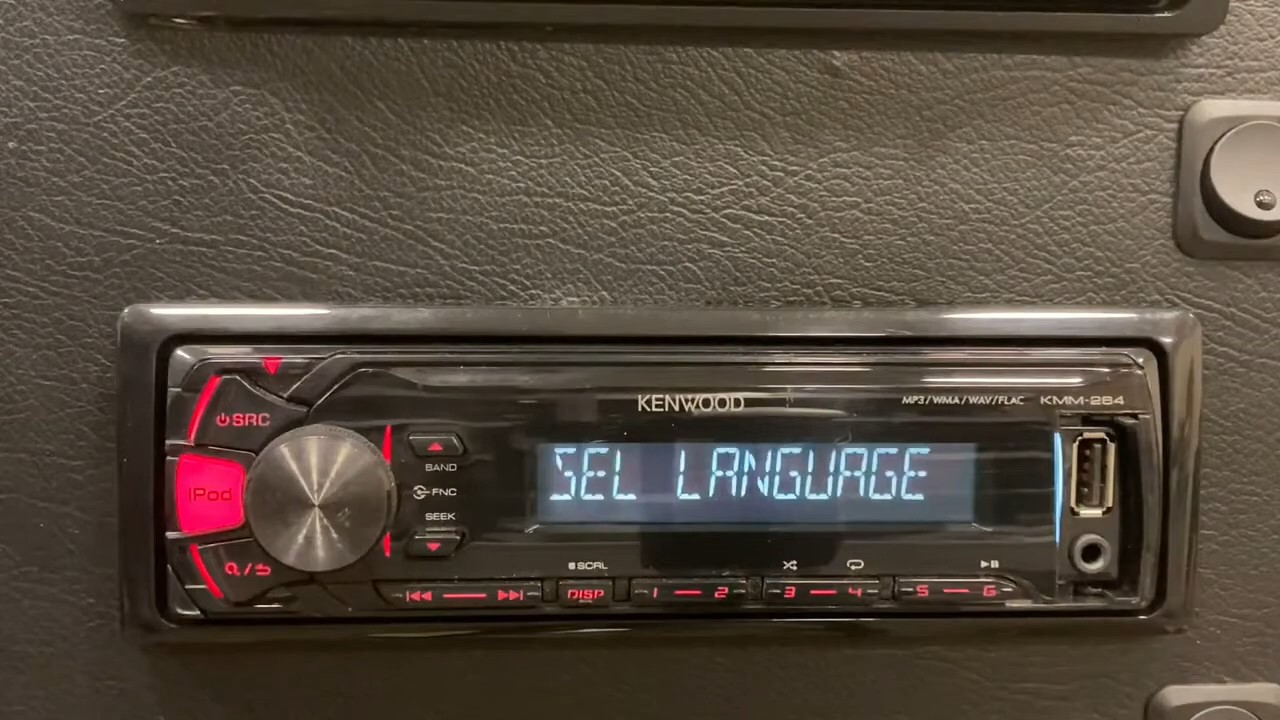 KENWOOD
MP3/WMA/WAV/FLAC KMM-264
SRC
iPod
BAND
FNC
SEEK
SEL LANGUAGE
SCRL
DISP
1 2
3 4
5 6